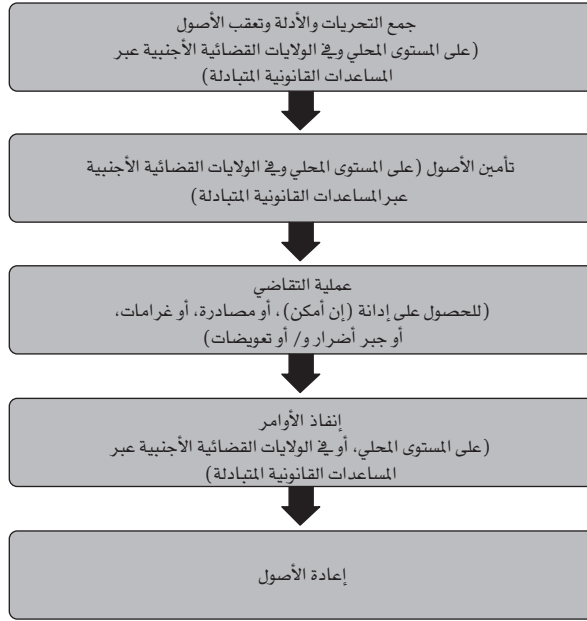 جمع التحريات والأدلة وتعقب الأصول
(على المستوى المحلي وفي الولايات القضائية الأجنبية عبر
المساعدات القانونية المتبادلة)
تأمين الأصول (على المستوى المحلي وفي الولايات القضائية الأجنبية
عبر المساعدات القانونية المتبادلة)
عملية التقاضي
(للحصول على إدانة (إن أمكن)، أو مصادرة، أو غرامات،
أو جبر أضرار و/ أو تعويضات)
إنفاذ الأوامر
(على المستوى المحلي، أو في الولايات القضائية الأجنبية عبر
المساعدات القانونية المتبادلة)
إعادة الأصول